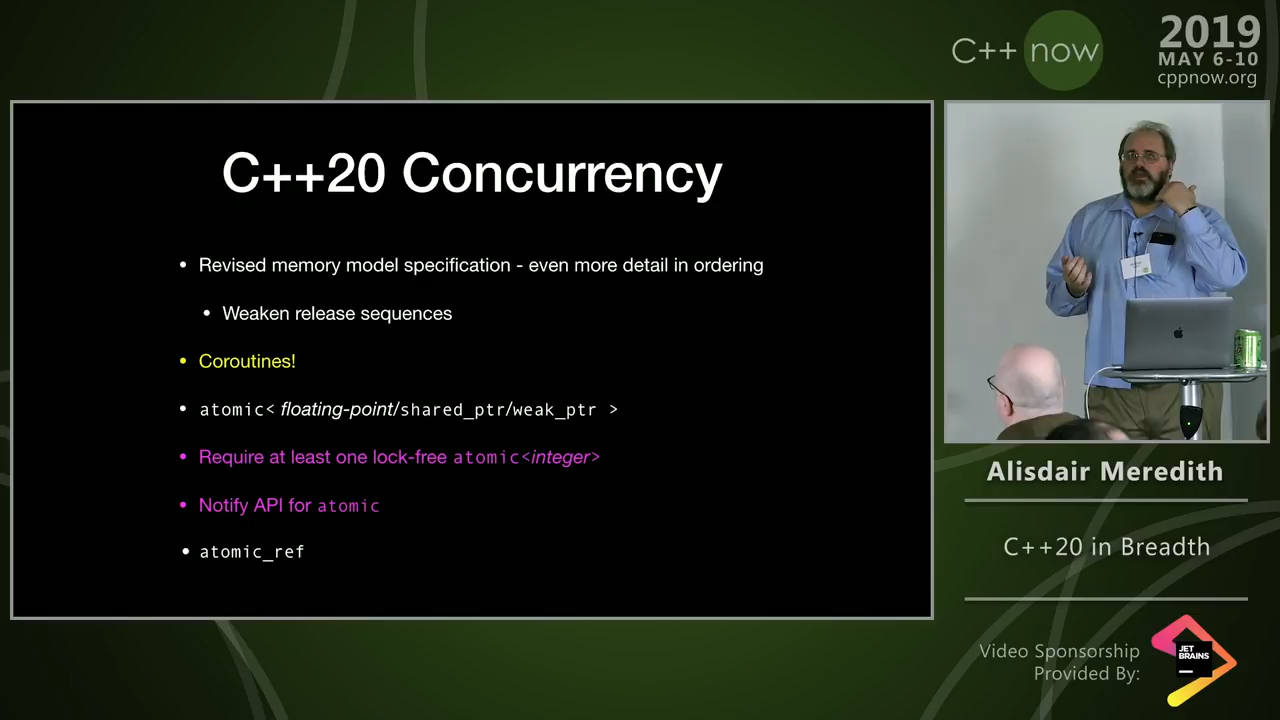 C++ now
2019
MAY 6-10
cppnow.org
C++20 Concurrency
• Revised memory model specification - even more detail in ordering
• Weaken release sequences
• Coroutines!
• atomic< floating-point/shared_ptr/weak_ptr >
• Require at least one lock-free atomic<integer>
• Notify API for atomic
• atomic_ref
Alisdair Meredith
C++20 in Breadth
Video Sponsorship
Provided By:
JET
BRAINS